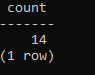 count
-------
14
(1 row)